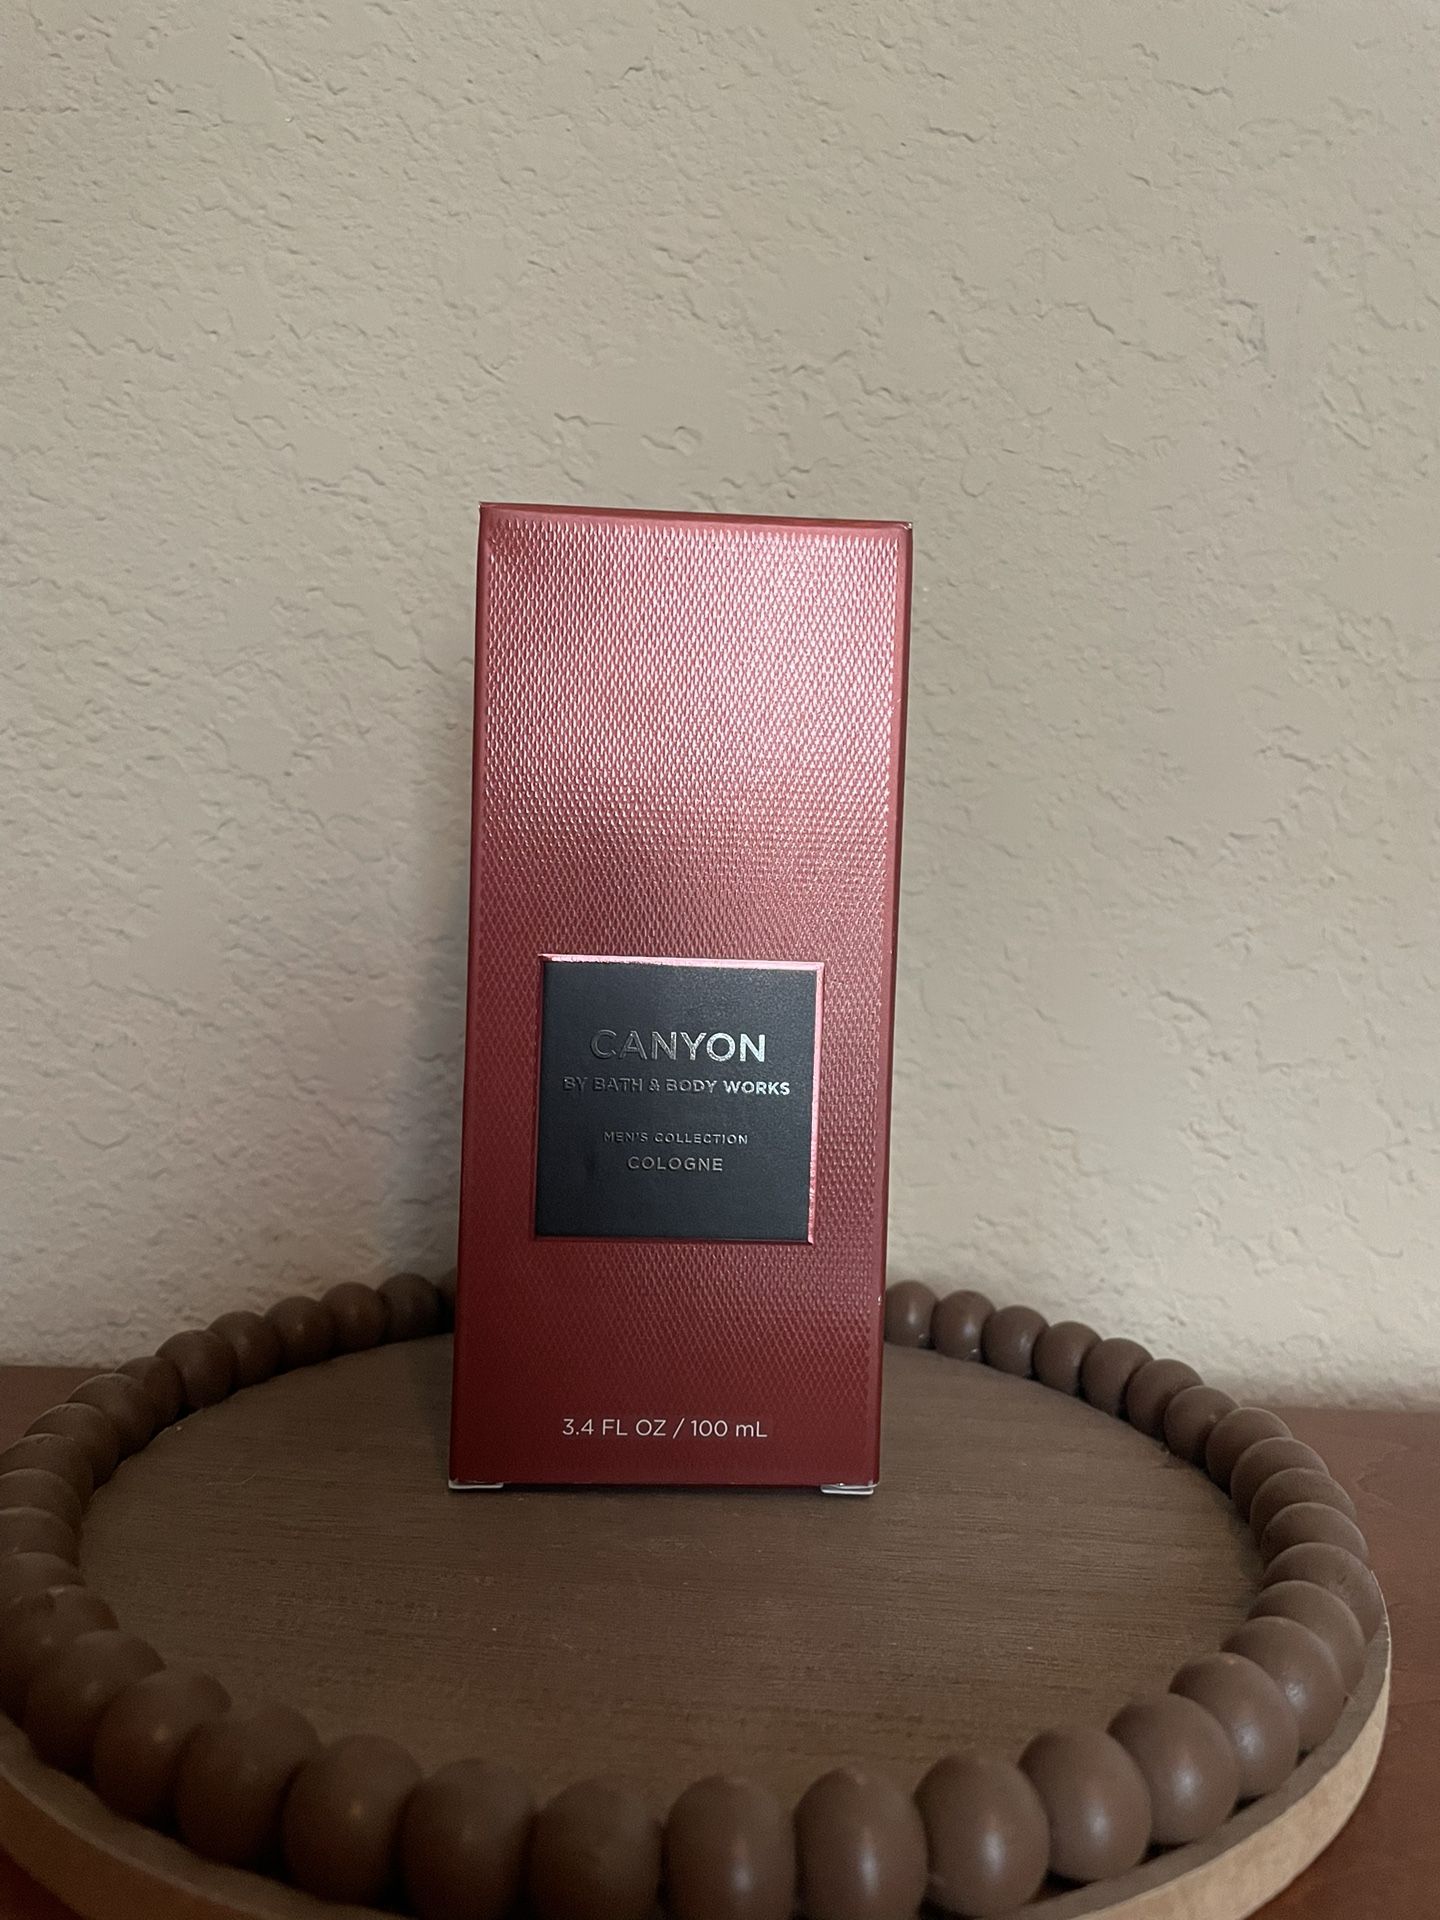 CANYON
BY BATH & BODY WORKS
MEN'S COLLECTION
COLOGNE
3.4 FL OZ / 100 mL